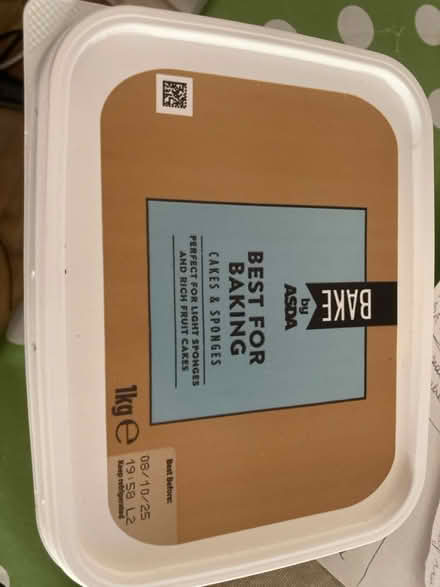 BAKE
by
ASDA
BEST FOR
BAKING
CAKES & SPONGES
PERFECT FOR LIGHT SPONGES
AND RICH FRUIT CAKES
1kg ℮
Best Before:
08/10/25
19:58 L2
Keep refrigerated